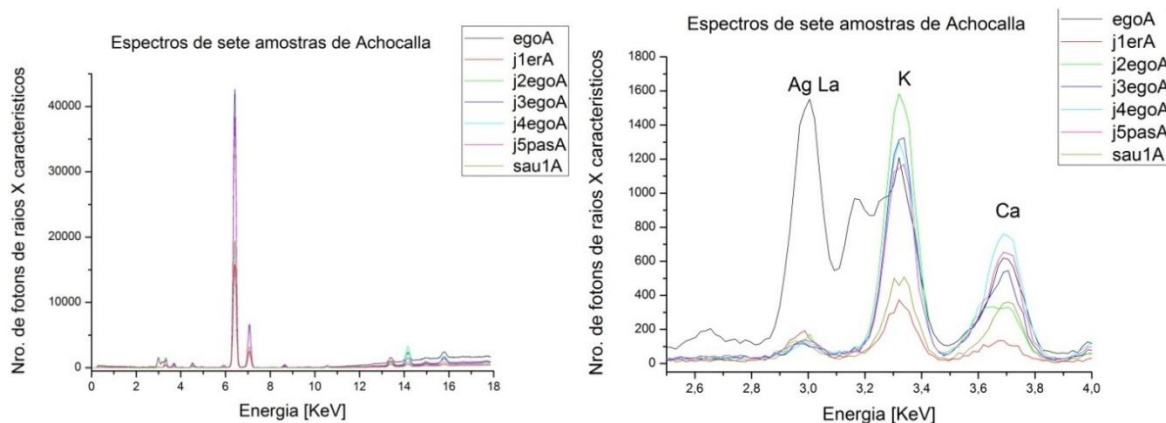 Espectros de sete amostras de Achocalla
egoA
j1erA
j2egoA
j3egoA
j4egoA
j5pasA
sau1A
Nro. de fotons de raios X caracteristicos
40000
30000
20000
10000
0
0 2 4 6 8 10 12 14 16 18
Energia [KeV]
Espectros de sete amostras de Achocalla
egoA
j1erA
j2egoA
j3egoA
j4egoA
j5pasA
sau1A
Nro. de fotons de raios X caracteristicos
1800
1600
1400
1200
1000
800
600
400
200
0
Ag La
K
Ca
2,6 2,8 3,0 3,2 3,4 3,6 3,8 4,0
Energia [KeV]